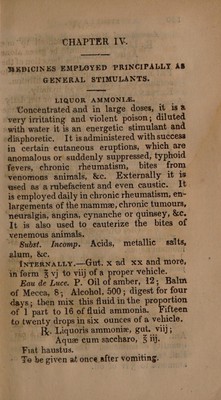 CHAPTER IV.
MEDICINES EMPLOYED PRINCIPALLY AS
GENERAL STIMULANTS.
LIQUOR AMMONIÆ.
Concentrated and in large doses, it is a
very irritating and violent poison; diluted
with water it is an energetic stimulant and
diaphoretic. It is administered with success
in certain cutaneous eruptions, which are
anomalous or suddenly suppressed, typhoid
fevers, chronic rheumatism, bites from
venomous animals, &c. Externally it is
used as a rubefacient and even caustic. It
is employed daily in chronic rheumatism, en-
largements of the mammæ, chronic tumours,
neuralgia, angina, cynanche or quinsey, &c.
It is also used to cauterize the bites of
venemous animals.
Subst. Incomp. Acids, metallic salts,
alum, &c.
INTERNALLY.—Gut. x ad xx and more,
in form ℥ vj to viij of a proper vehicle.
Eau de Luce. P. Oil of amber, 12; Balm
of Mecca, 8; Alcohol, 500; digest for four
days; then mix this fluid in the proportion
of 1 part to 16 of fluid ammonia. Fifteen
to twenty drops in six ounces of a vehicle.
℞. Liquoris ammoniæ, gut. viij;
Aquæ cum saccharo, ℥ iij.
Fiat haustus.
To be given at once after vomiting.